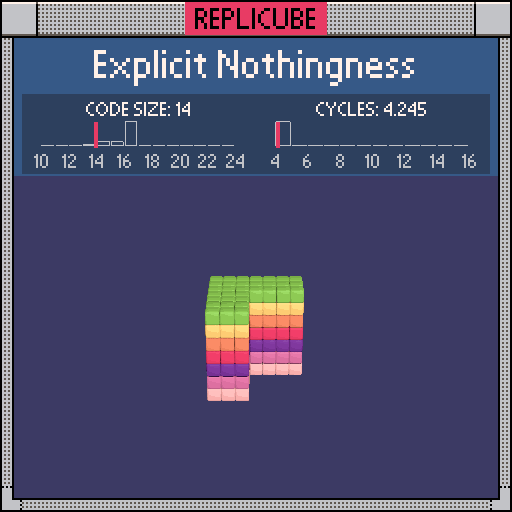 REPLICUBE
Explicit Nothingness
CODE SIZE: 14 CYCLES: 4.245
10 12 14 16 18 20 22 24 4 6 8 10 12 14 16